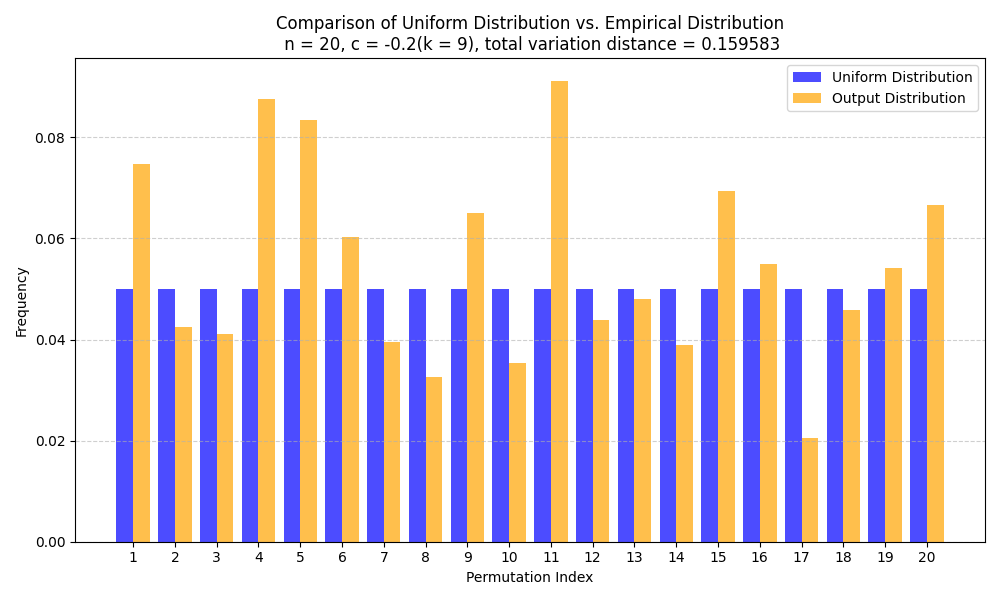 Comparison of Uniform Distribution vs. Empirical Distribution
n = 20, c = -0.2(k = 9), total variation distance = 0.159583
Uniform Distribution
Output Distribution
Frequency
0.08
0.06
0.04
0.02
0.00
1 2 3 4 5 6 7 8 9 10 11 12 13 14 15 16 17 18 19 20
Permutation Index